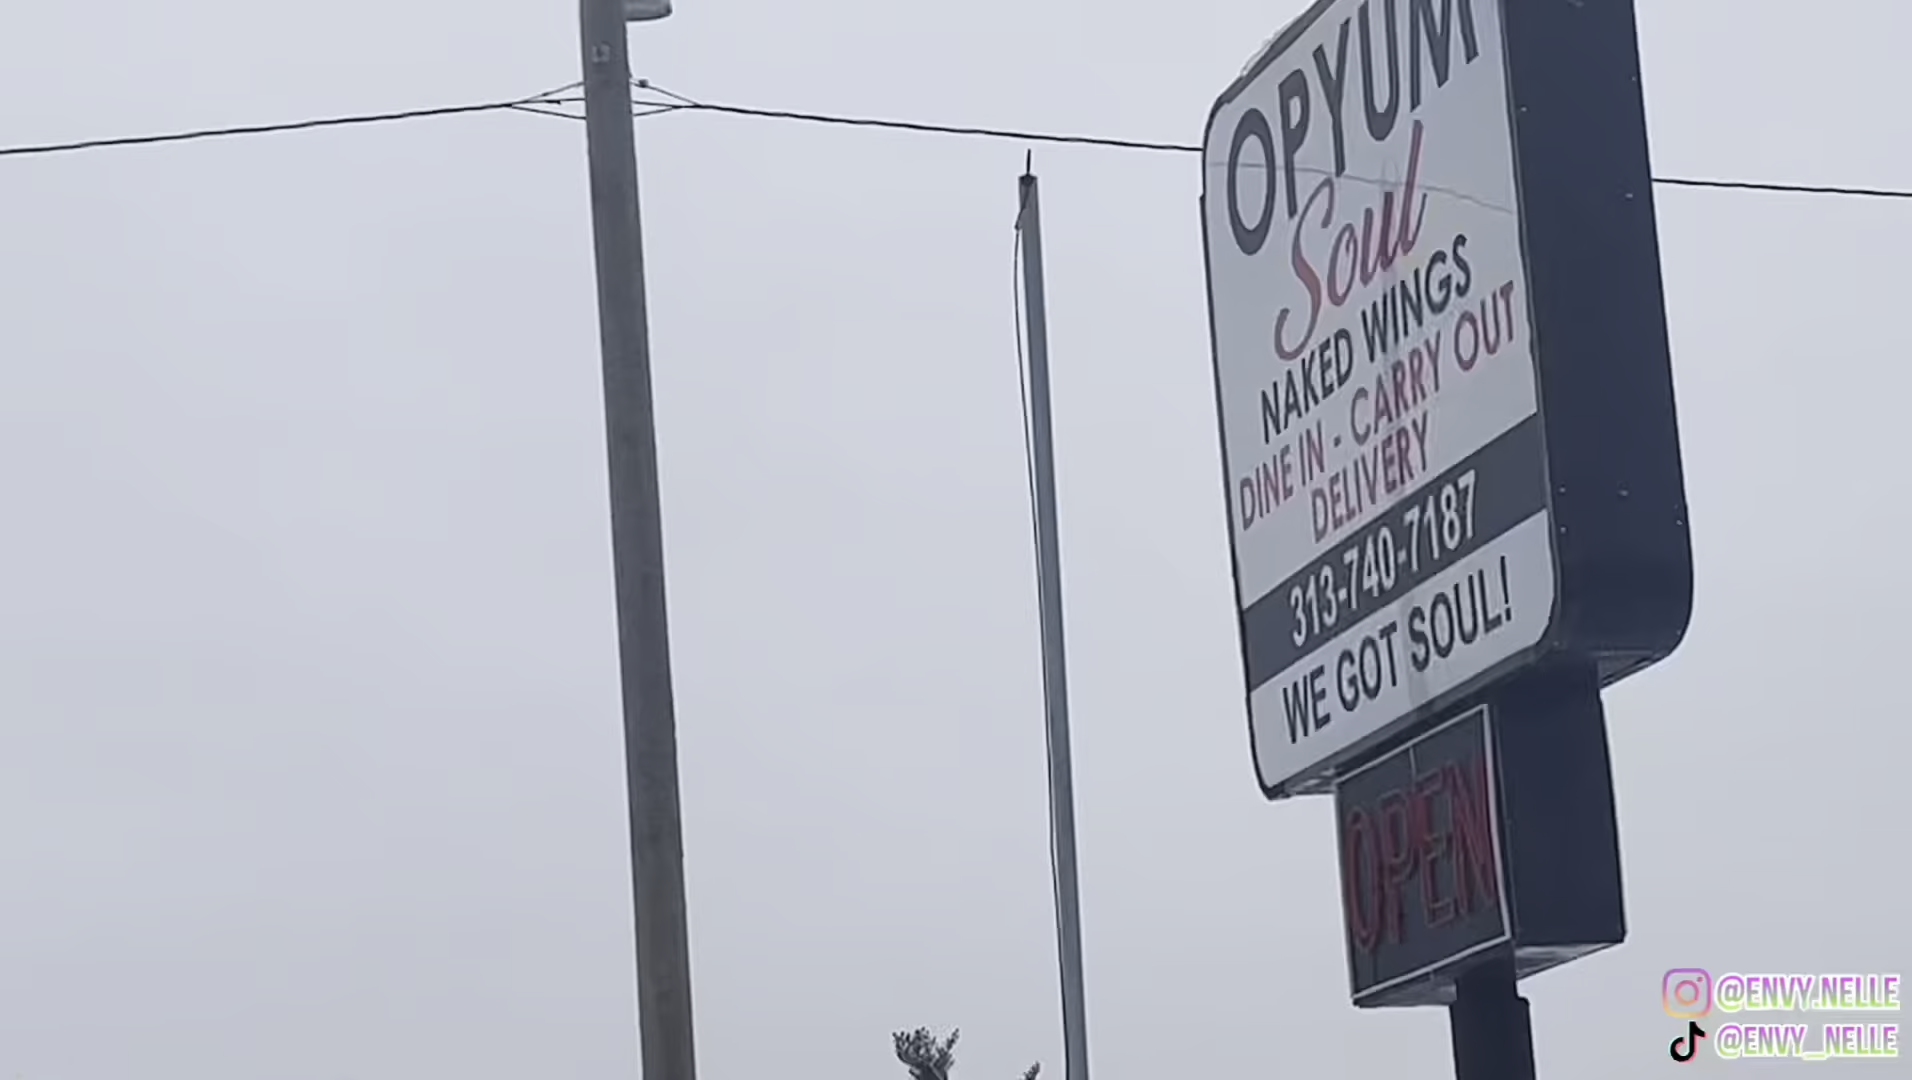 OPYUM
Soul
NAKED WINGS
DINE IN - CARRY OUT
DELIVERY
313-740-7187
WE GOT SOUL!
OPEN
@ENVY.NELLE
@ENVY_NELLE